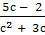 5c − 2
c² + 3c